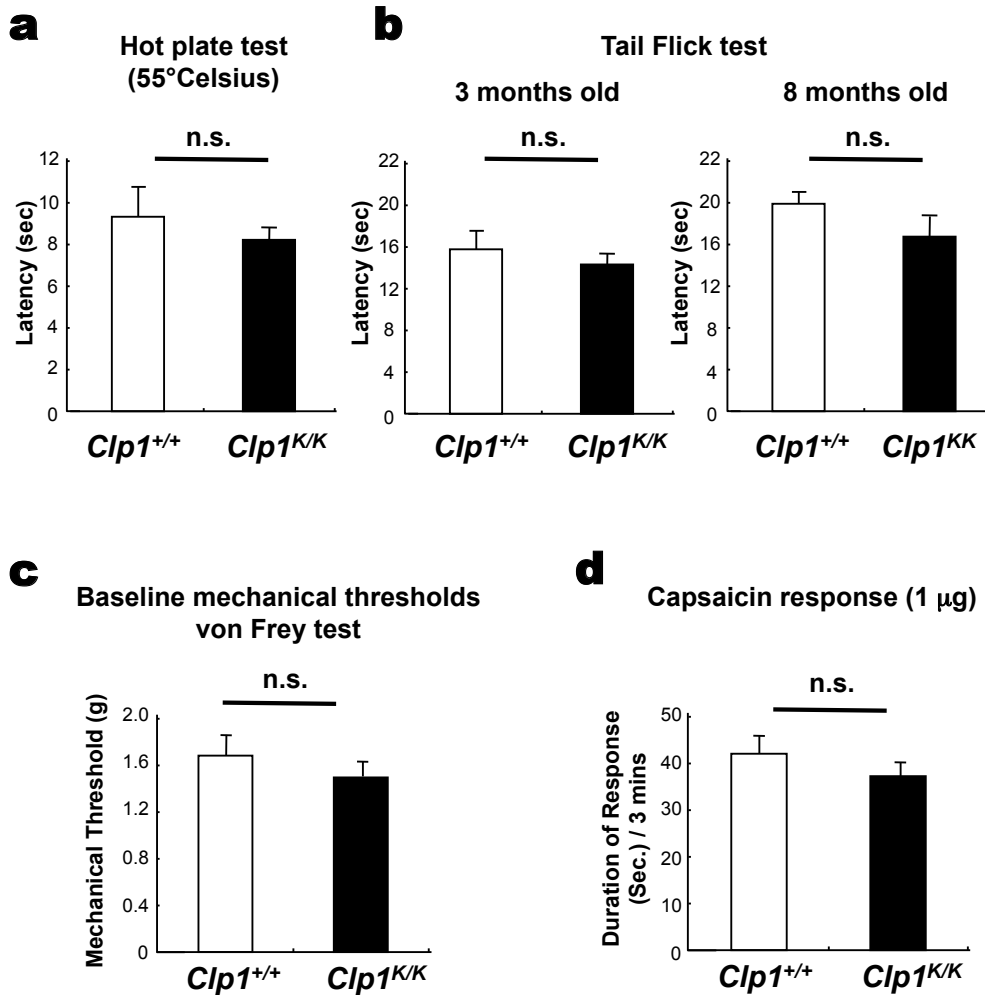 a
Hot plate test
(55°Celsius)
n.s.
Latency (sec)
12
10
8
6
4
2
0
Clp1+/+
Clp1K/K
b
Tail Flick test
3 months old
n.s.
Latency (sec)
22
20
16
12
8
4
0
Clp1+/+
Clp1K/K
8 months old
n.s.
Latency (sec)
22
20
16
12
8
4
0
Clp1+/+
Clp1KK
c
Baseline mechanical thresholds
von Frey test
n.s.
Mechanical Threshold (g)
2.0
1.6
1.2
0.8
0.4
0
Clp1+/+
Clp1K/K
d
Capsaicin response (1 µg)
n.s.
Duration of Response
(Sec.) / 3 mins
50
40
30
20
10
0
Clp1+/+
Clp1K/K